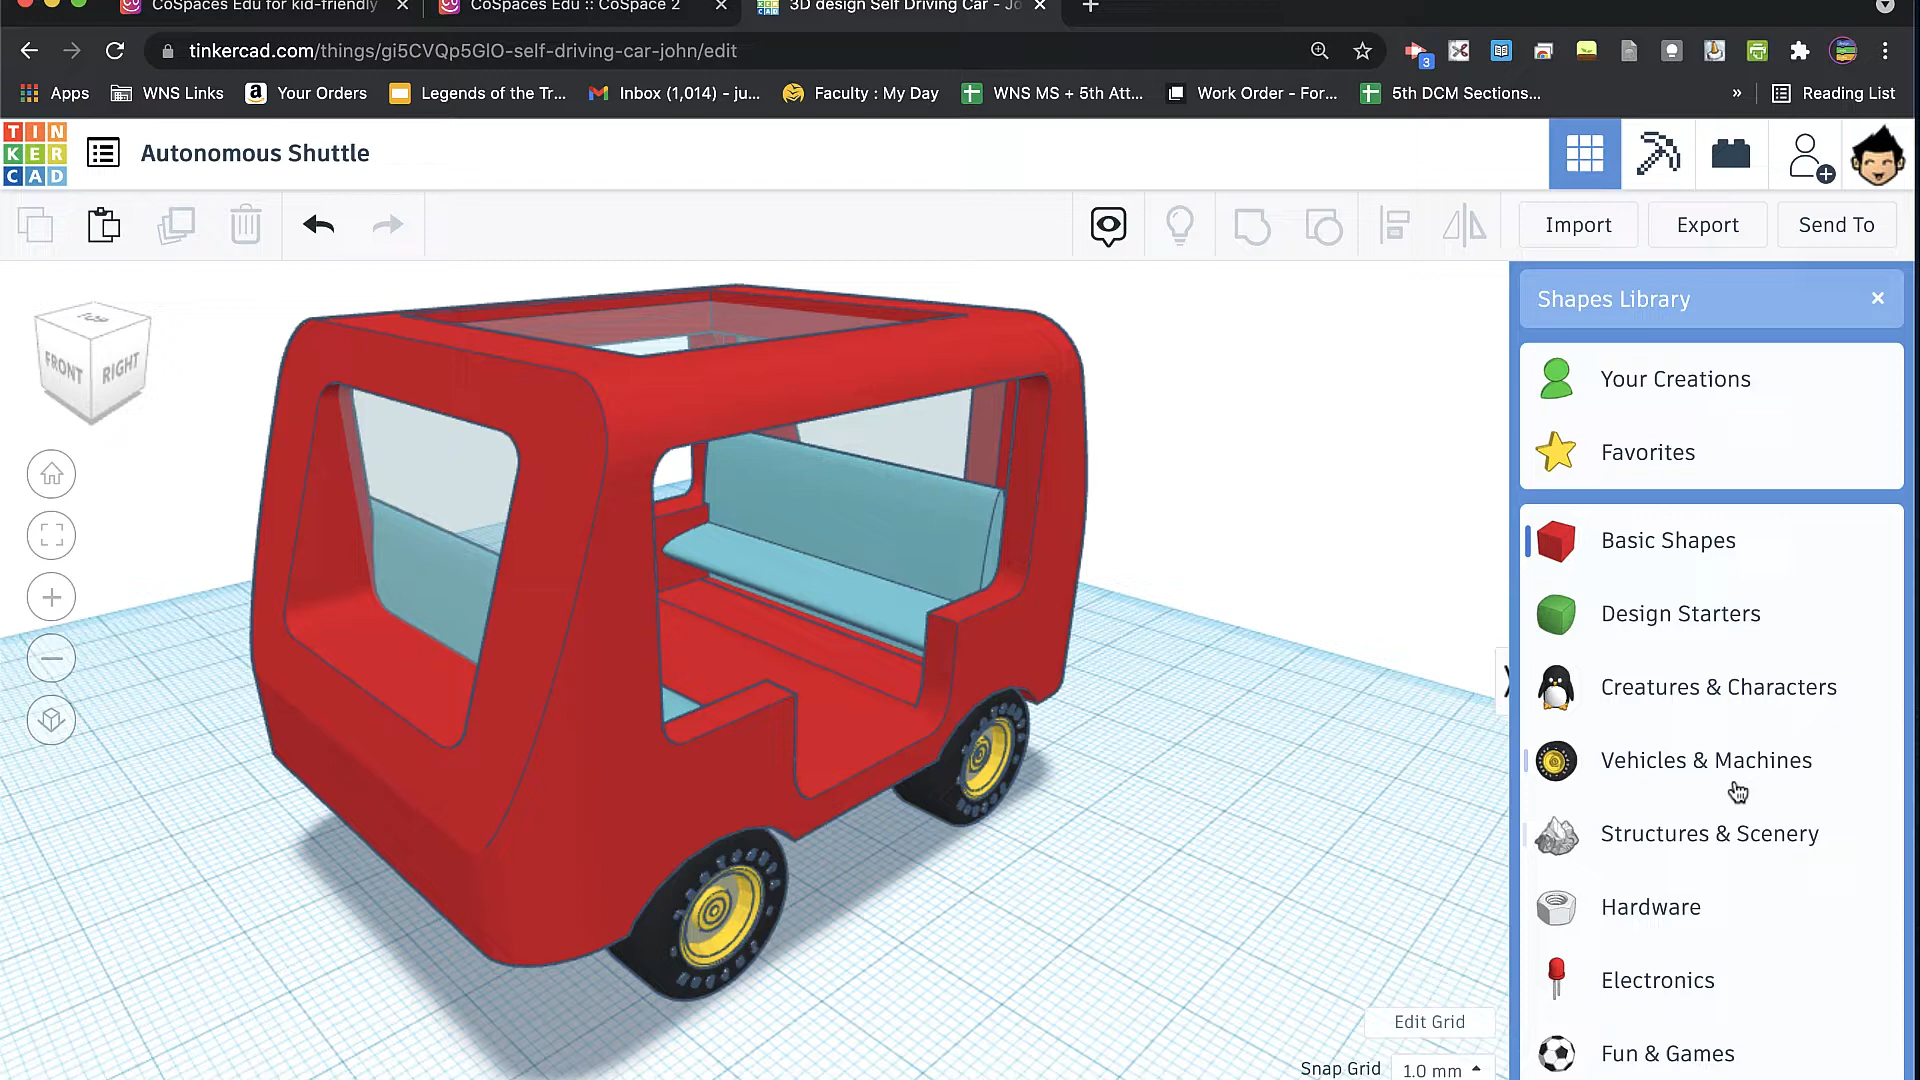 CoSpaces Edu for kid-friendly
CoSpaces Edu :: CoSpace 2
3D design Self Driving Car - Jo
tinkercad.com/things/gi5CVQp5GlO-self-driving-car-john/edit
3
Apps
WNS Links
Your Orders
Legends of the Tr...
Inbox (1,014) - ju...
Faculty : My Day
WNS MS + 5th Att...
Work Order - For...
5th DCM Sections...
»
Reading List
TIN
KER
CAD
Autonomous Shuttle
Import
Export
Send To
TOP
FRONT
RIGHT
Shapes Library
Your Creations
Favorites
Basic Shapes
Design Starters
Creatures & Characters
Vehicles & Machines
Structures & Scenery
Hardware
Electronics
Fun & Games
Edit Grid
Snap Grid
1.0 mm